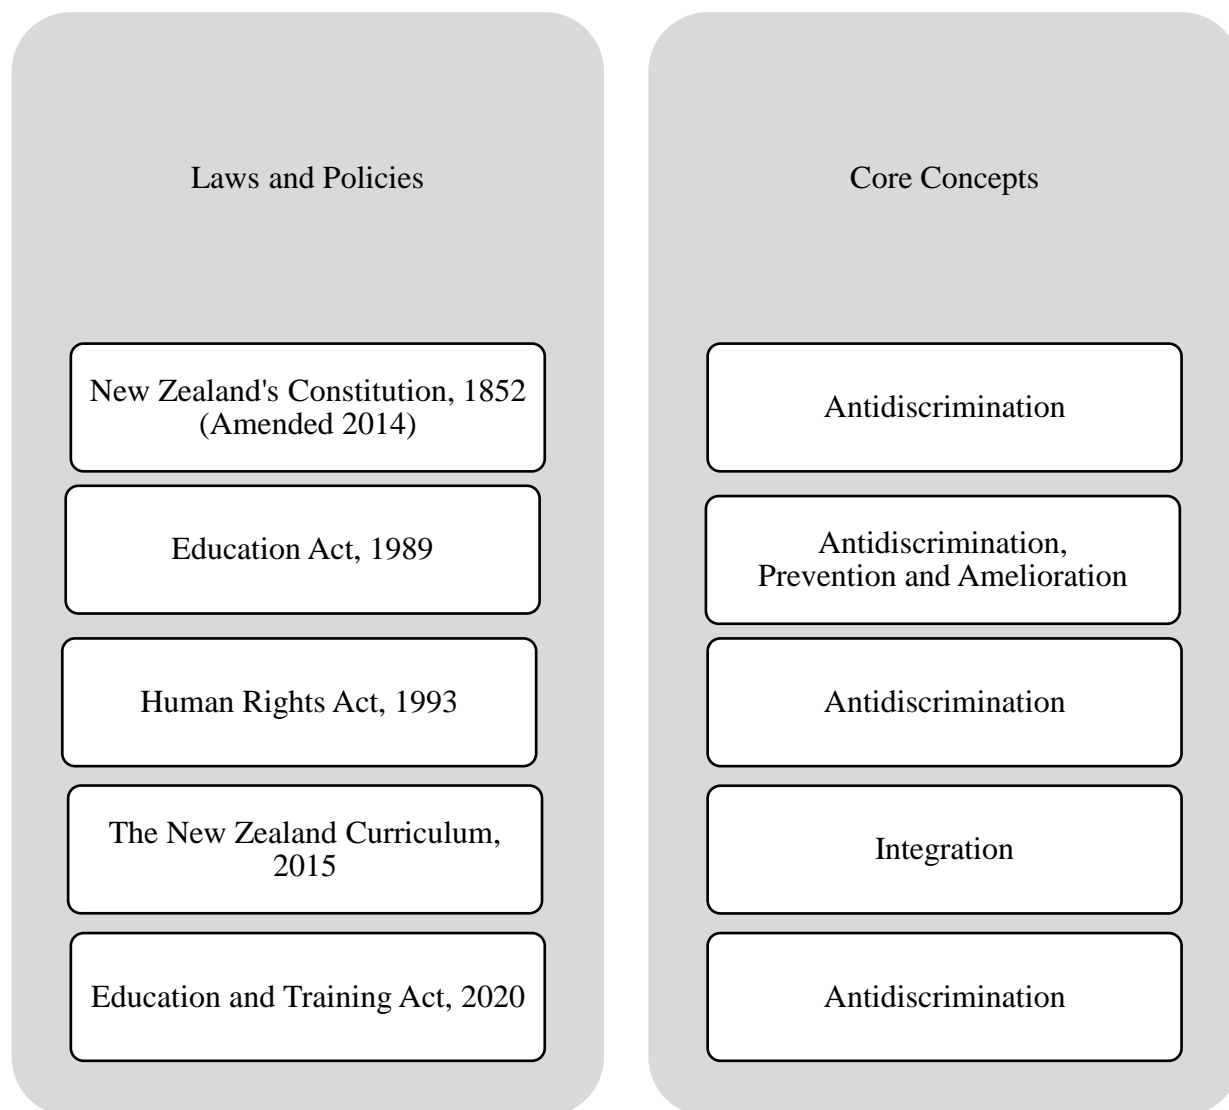 Laws and Policies
Core Concepts
New Zealand's Constitution, 1852
(Amended 2014)
Antidiscrimination
Education Act, 1989
Antidiscrimination,
Prevention and Amelioration
Human Rights Act, 1993
Antidiscrimination
The New Zealand Curriculum,
2015
Integration
Education and Training Act, 2020
Antidiscrimination